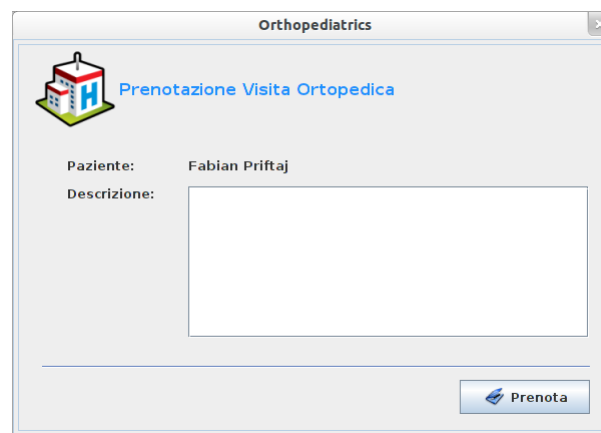 Orthopediatrics
Prenotazione Visita Ortopedica
Paziente: Fabian Priftaj
Descrizione:
Prenota